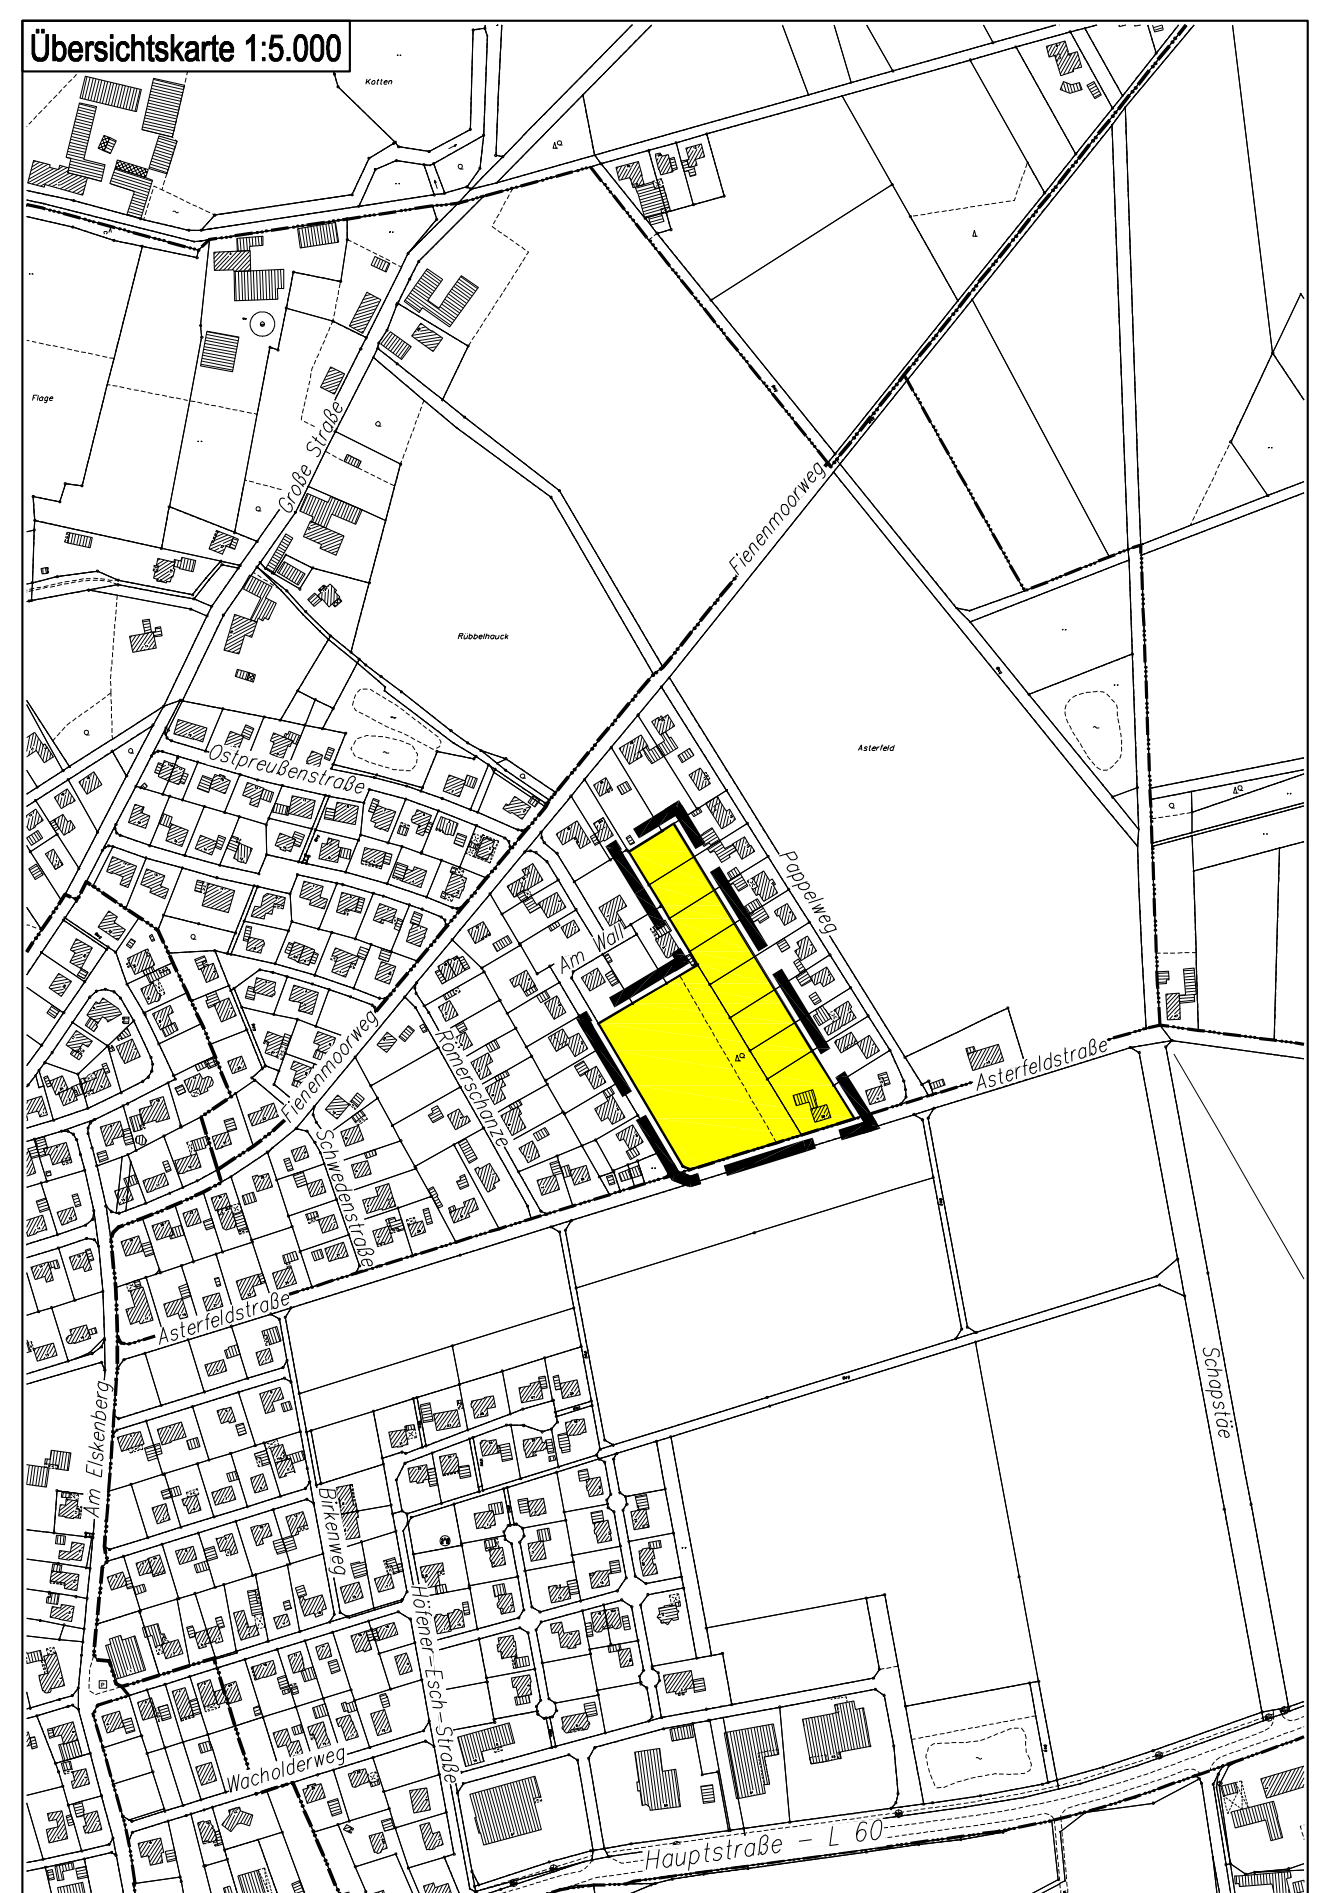 Übersichtskarte 1:5.000
Kotten
Flage
Große Straße
Fienenmoorweg
Rübbelhauck
Asterfeld
Ostpreußenstraße
Pappelweg
Am Wall
Fienenmoorweg
Römerschanze
Schwedenstraße
Asterfeldstraße
Asterfeldstraße
Am Elskenberg
Schapstäe
Birkenweg
Höfener-Esch-Straße
Wacholderweg
Hauptstraße - L 60